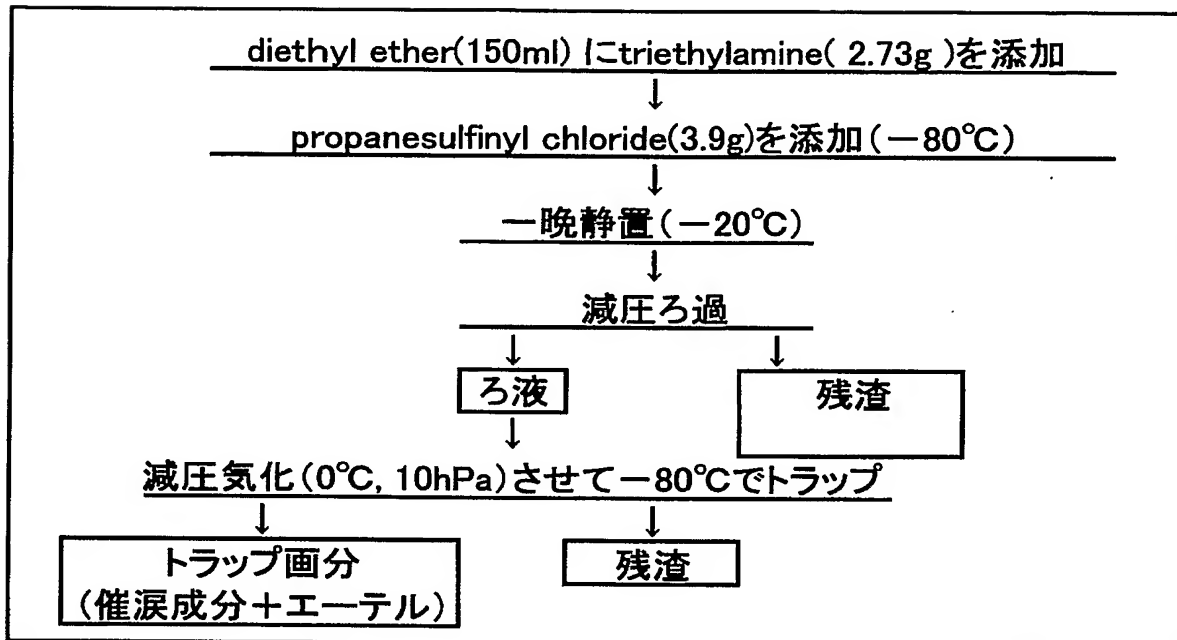 diethyl ether(150ml) にtriethylamine( 2.73g )を添加
↓
propanesulfinyl chloride(3.9g)を添加(－80℃)
↓
一晩静置(－20℃)
↓
減圧ろ過
↓ ↓
ろ液 残渣
↓
減圧気化(0℃, 10hPa)させて－80℃でトラップ
↓ ↓
トラップ画分 残渣
(催涙成分＋エーテル)